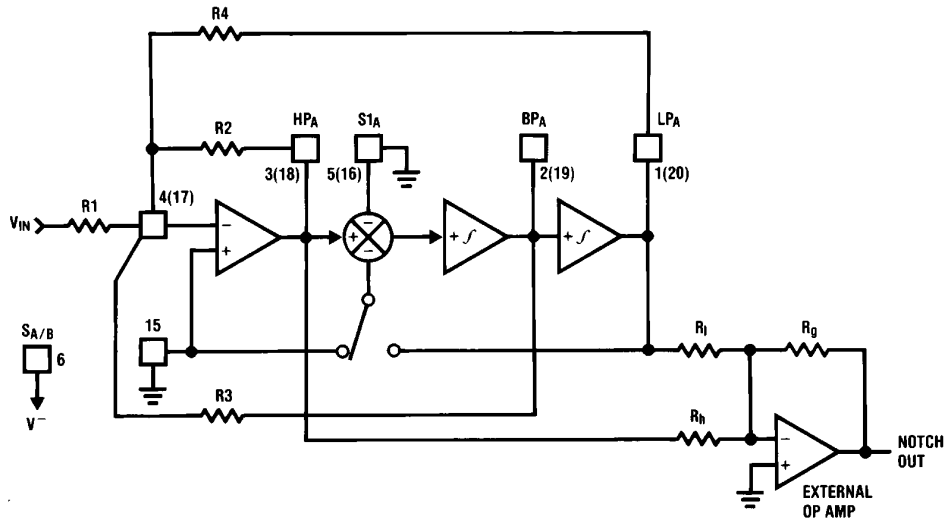 R4
R2
HPA
S1A
BPA
LPA
3(18)
5(16)
2(19)
1(20)
R1
4(17)
VIN
−
+
+
−
−
+ ∫
+ ∫
15
SA/B
6
V−
R3
Rl
Rg
Rh
−
+
NOTCH
OUT
EXTERNAL
OP AMP